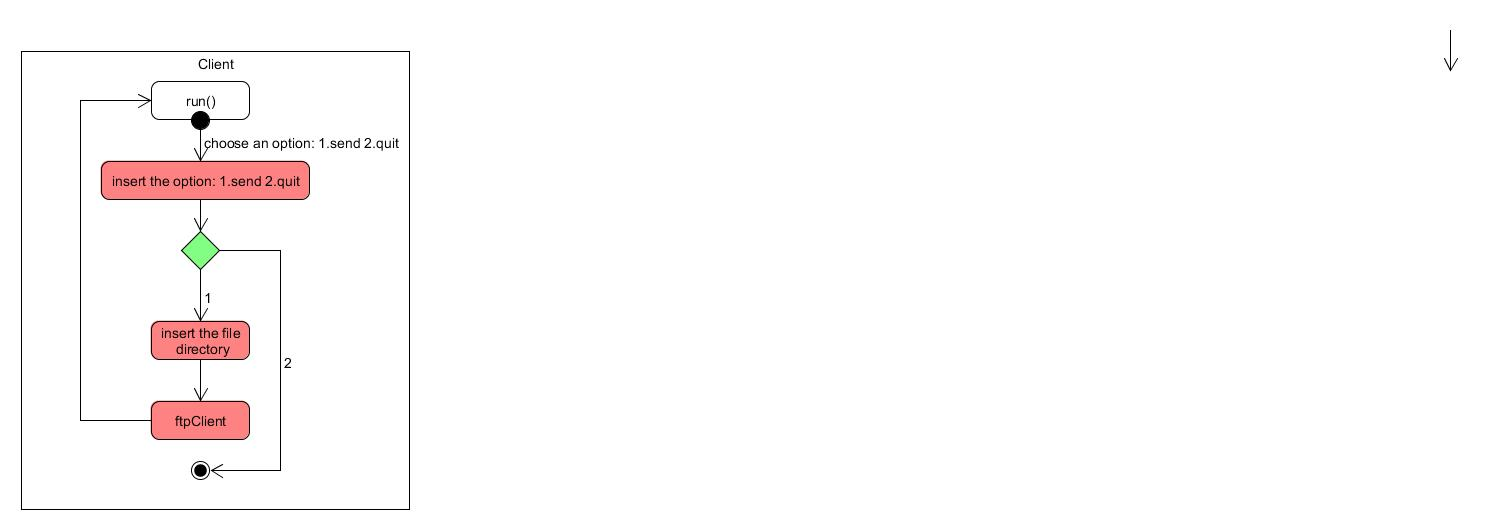 Client
run()
choose an option: 1.send 2.quit
insert the option: 1.send 2.quit
1
insert the file
directory
2
ftpClient